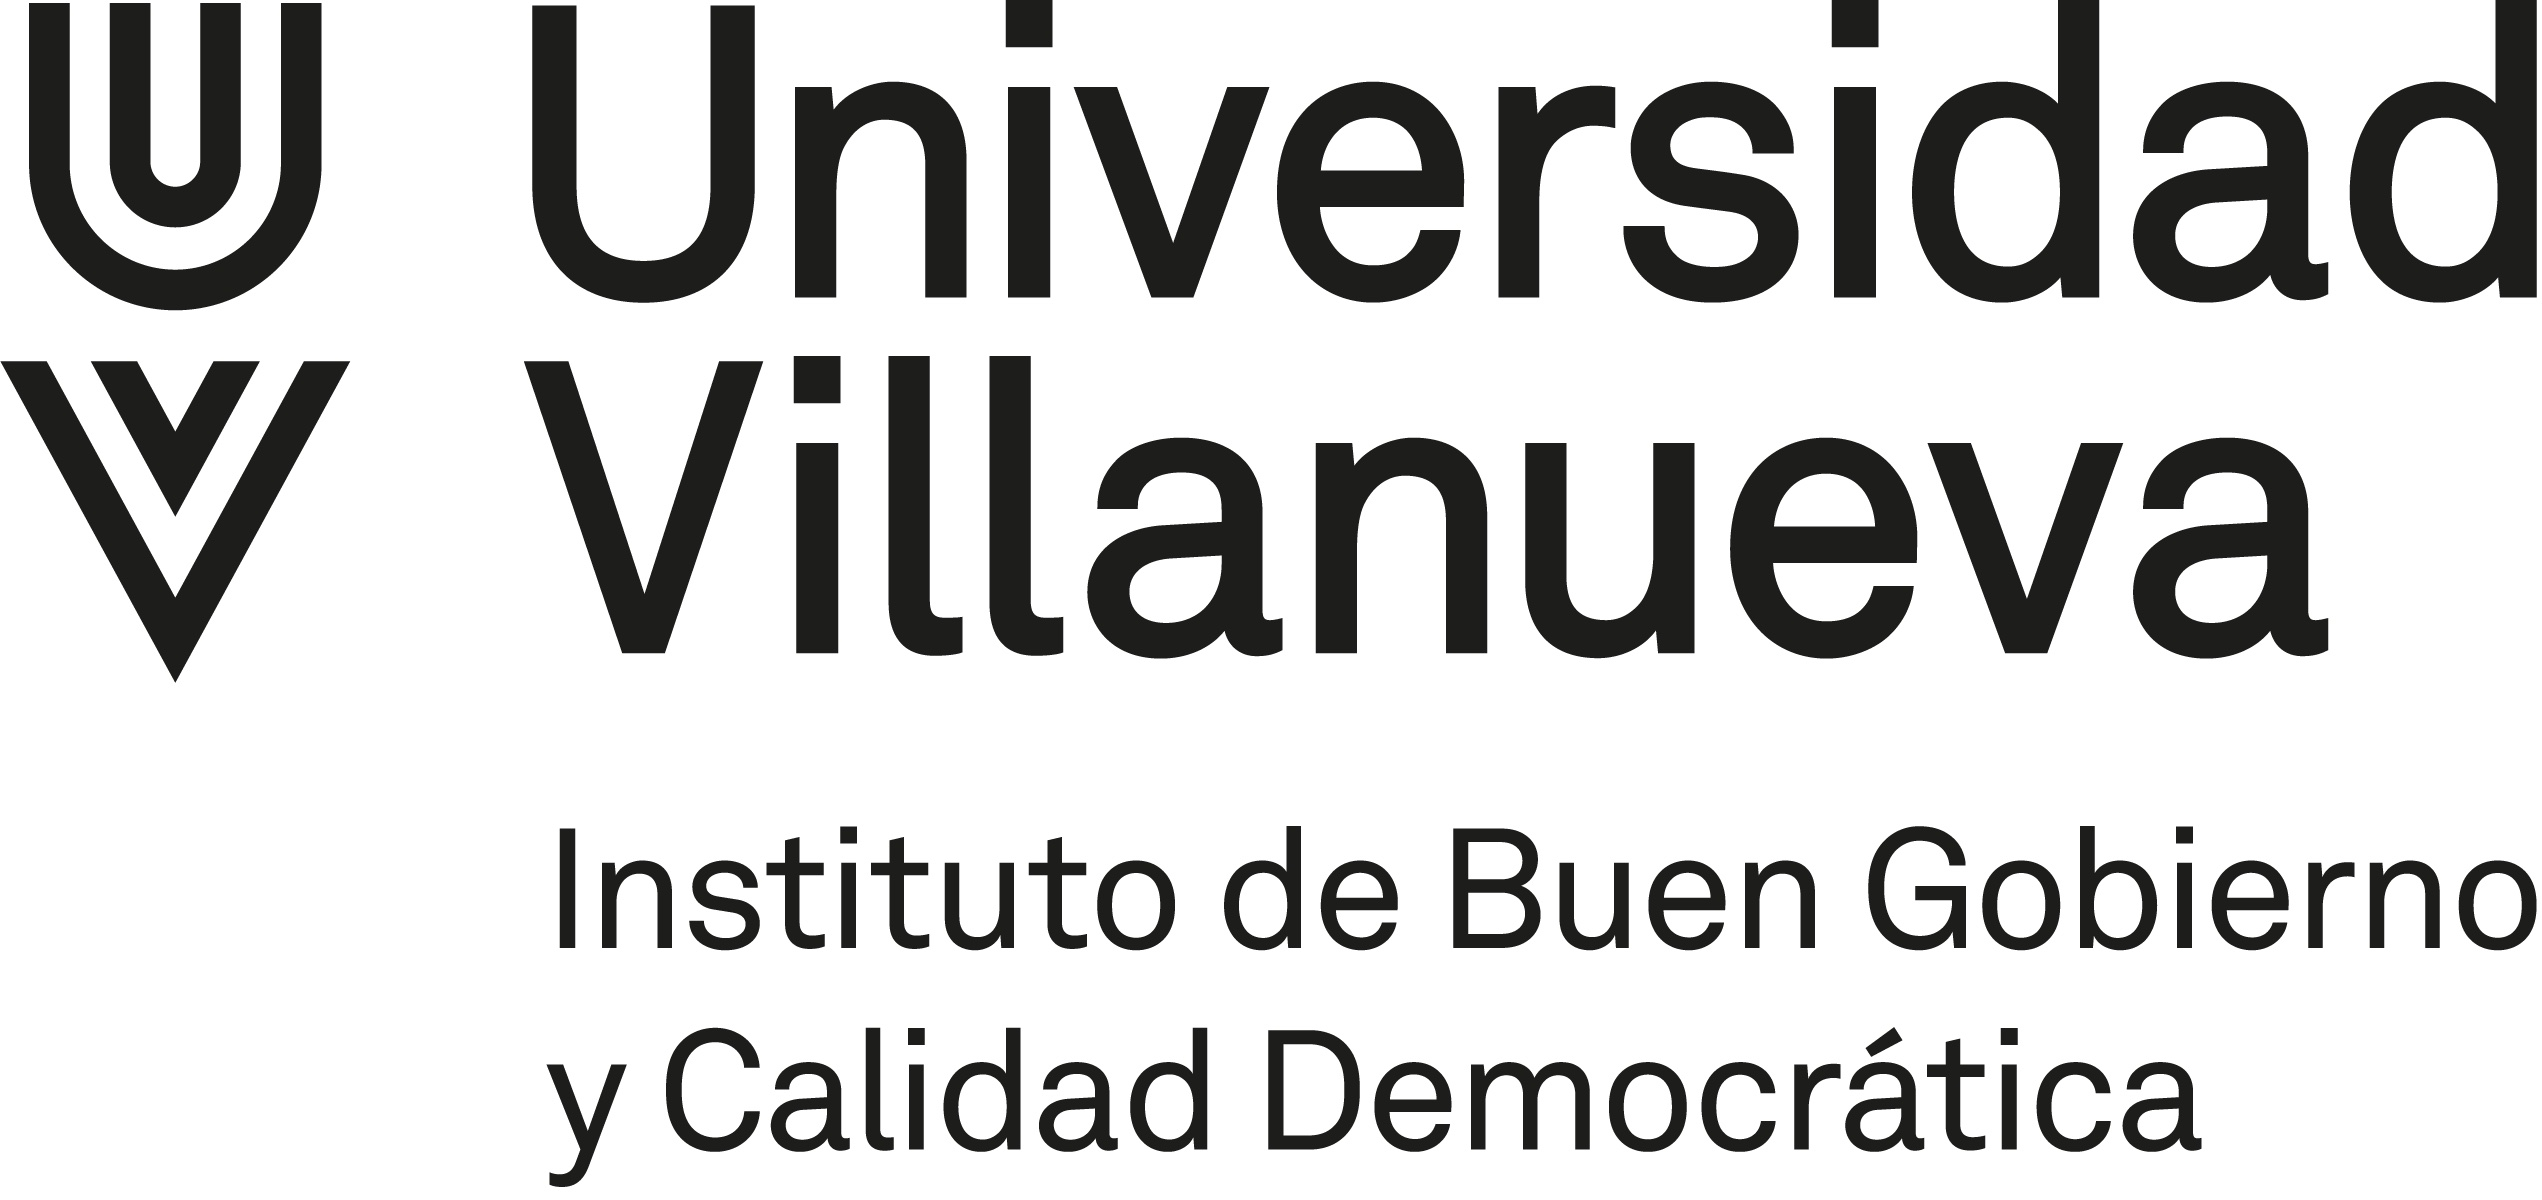 Universidad
Villanueva
Instituto de Buen Gobierno
y Calidad Democrática